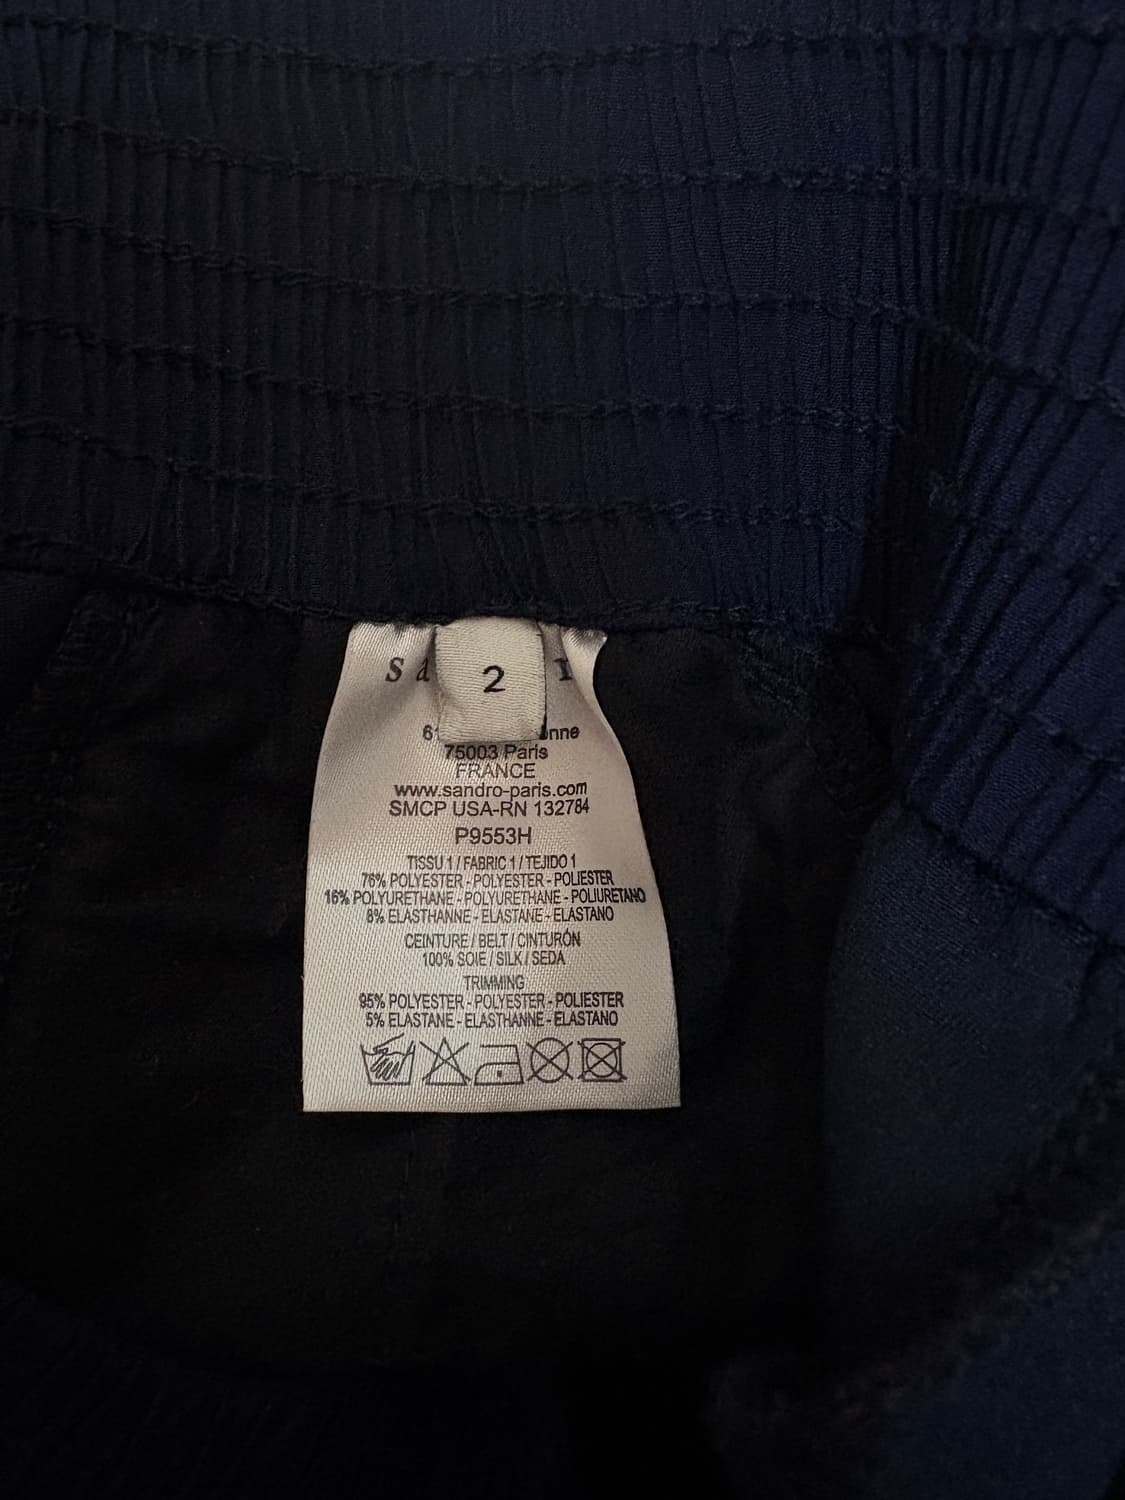 2
75003 Paris
FRANCE
www.sandro-paris.com
SMCP USA-RN 132784
P9553H
TISSU 1 / FABRIC 1 / TEJIDO 1
76% POLYESTER - POLYESTER - POLIESTER
16% POLYURETHANE - POLYURETHANE - POLIURETANO
8% ELASTHANNE - ELASTANE - ELASTANO
CEINTURE / BELT / CINTURÓN
100% SOIE / SILK / SEDA
TRIMMING
95% POLYESTER - POLYESTER - POLIESTER
5% ELASTANE - ELASTHANNE - ELASTANO